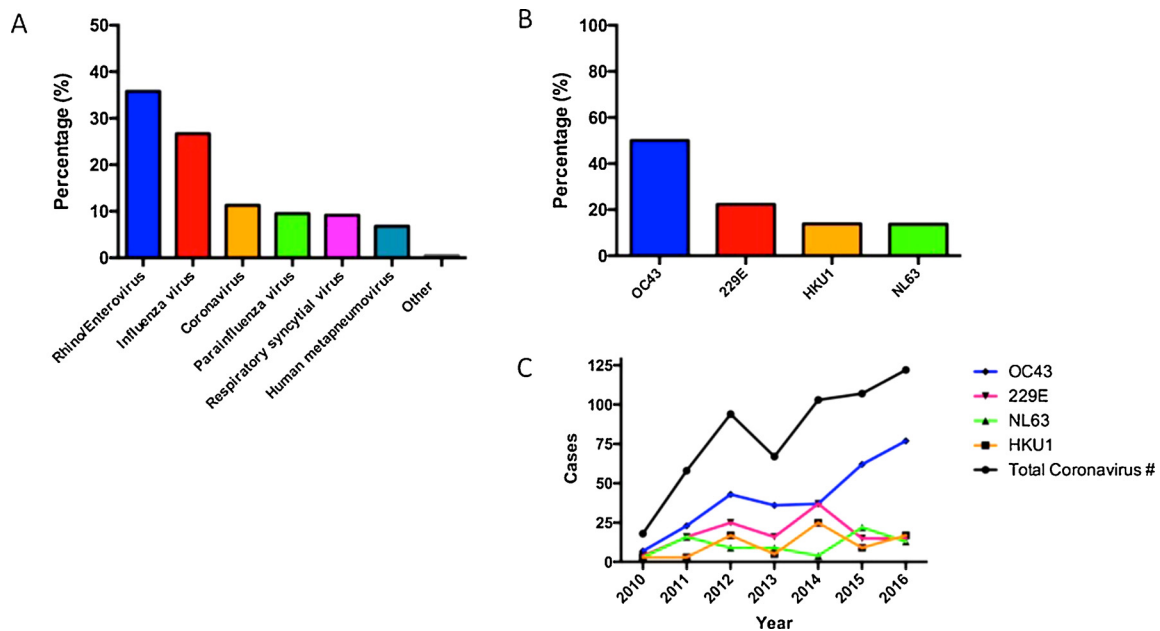 A
Percentage (%)
50
40
30
20
10
0
Rhino/Enterovirus
Influenza virus
Coronavirus
Parainfluenza virus
Respiratory syncytial virus
Human metapneumovirus
Other
B
Percentage (%)
100
80
60
40
20
0
OC43
229E
HKU1
NL63
C
Cases
125
100
75
50
25
0
2010
2011
2012
2013
2014
2015
2016
Year
OC43
229E
NL63
HKU1
Total Coronavirus #